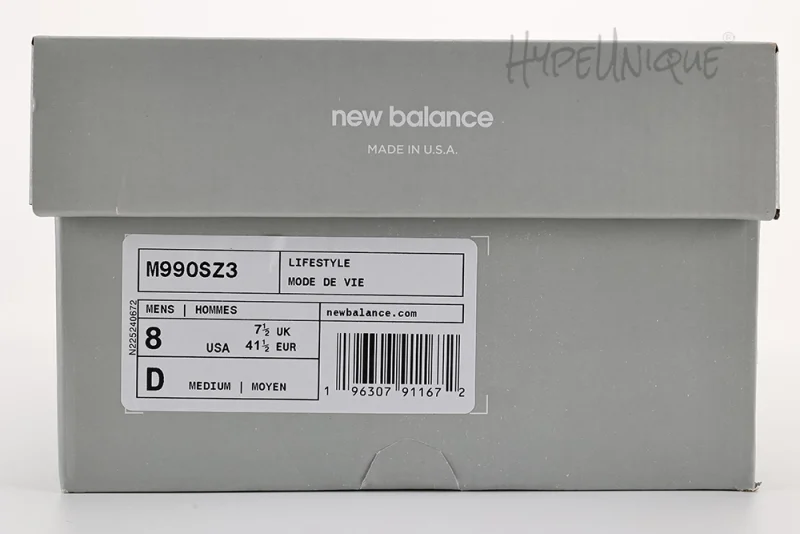 HYPEUNIQUE®
new balance
MADE IN U.S.A.
M990SZ3
LIFESTYLE
MODE DE VIE
MENS | HOMMES
newbalance.com
8
USA
7½ UK
41½ EUR
D
MEDIUM | MOYEN
1 96307 91167 2
N225240672